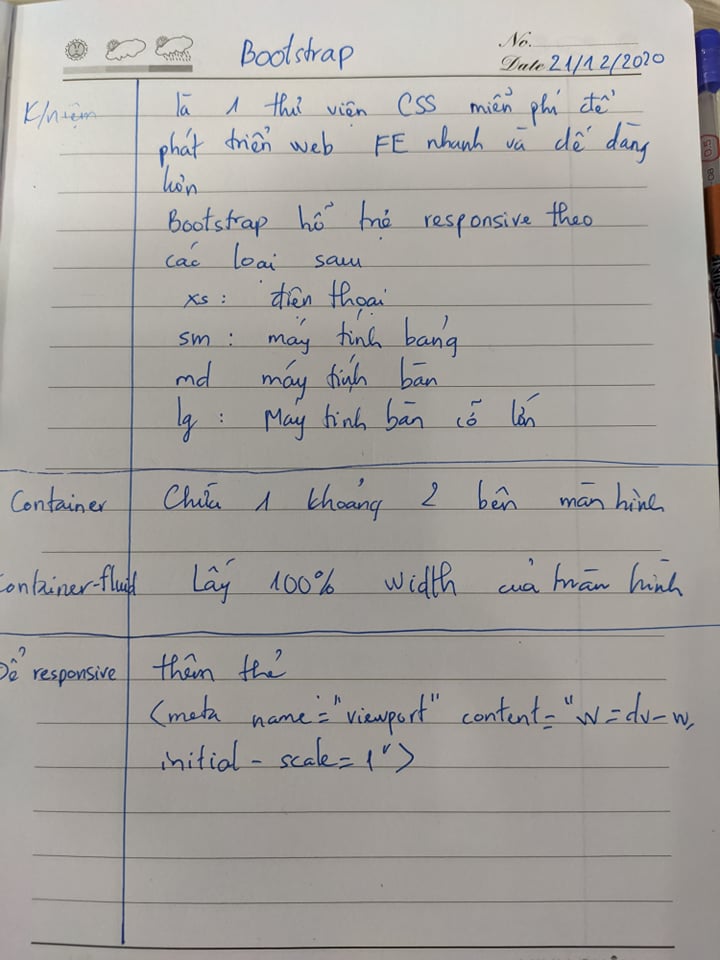 Bootstrap
No.
Date 21/12/2020
K/niệm
là 1 thư viện CSS miễn phí để
phát triển web FE nhanh và dễ dàng
hơn
Bootstrap hỗ trợ responsive theo
các loại sau
xs : điện thoại
sm : máy tính bảng
md máy tính bàn
lg : Máy tính bàn cỡ lớn
Container Chừa 1 khoảng 2 bên màn hình
Container-fluid Lấy 100% width của màn hình
Để responsive thêm thẻ
<meta name="viewport" content="W=dv-w,
initial-scale=1">